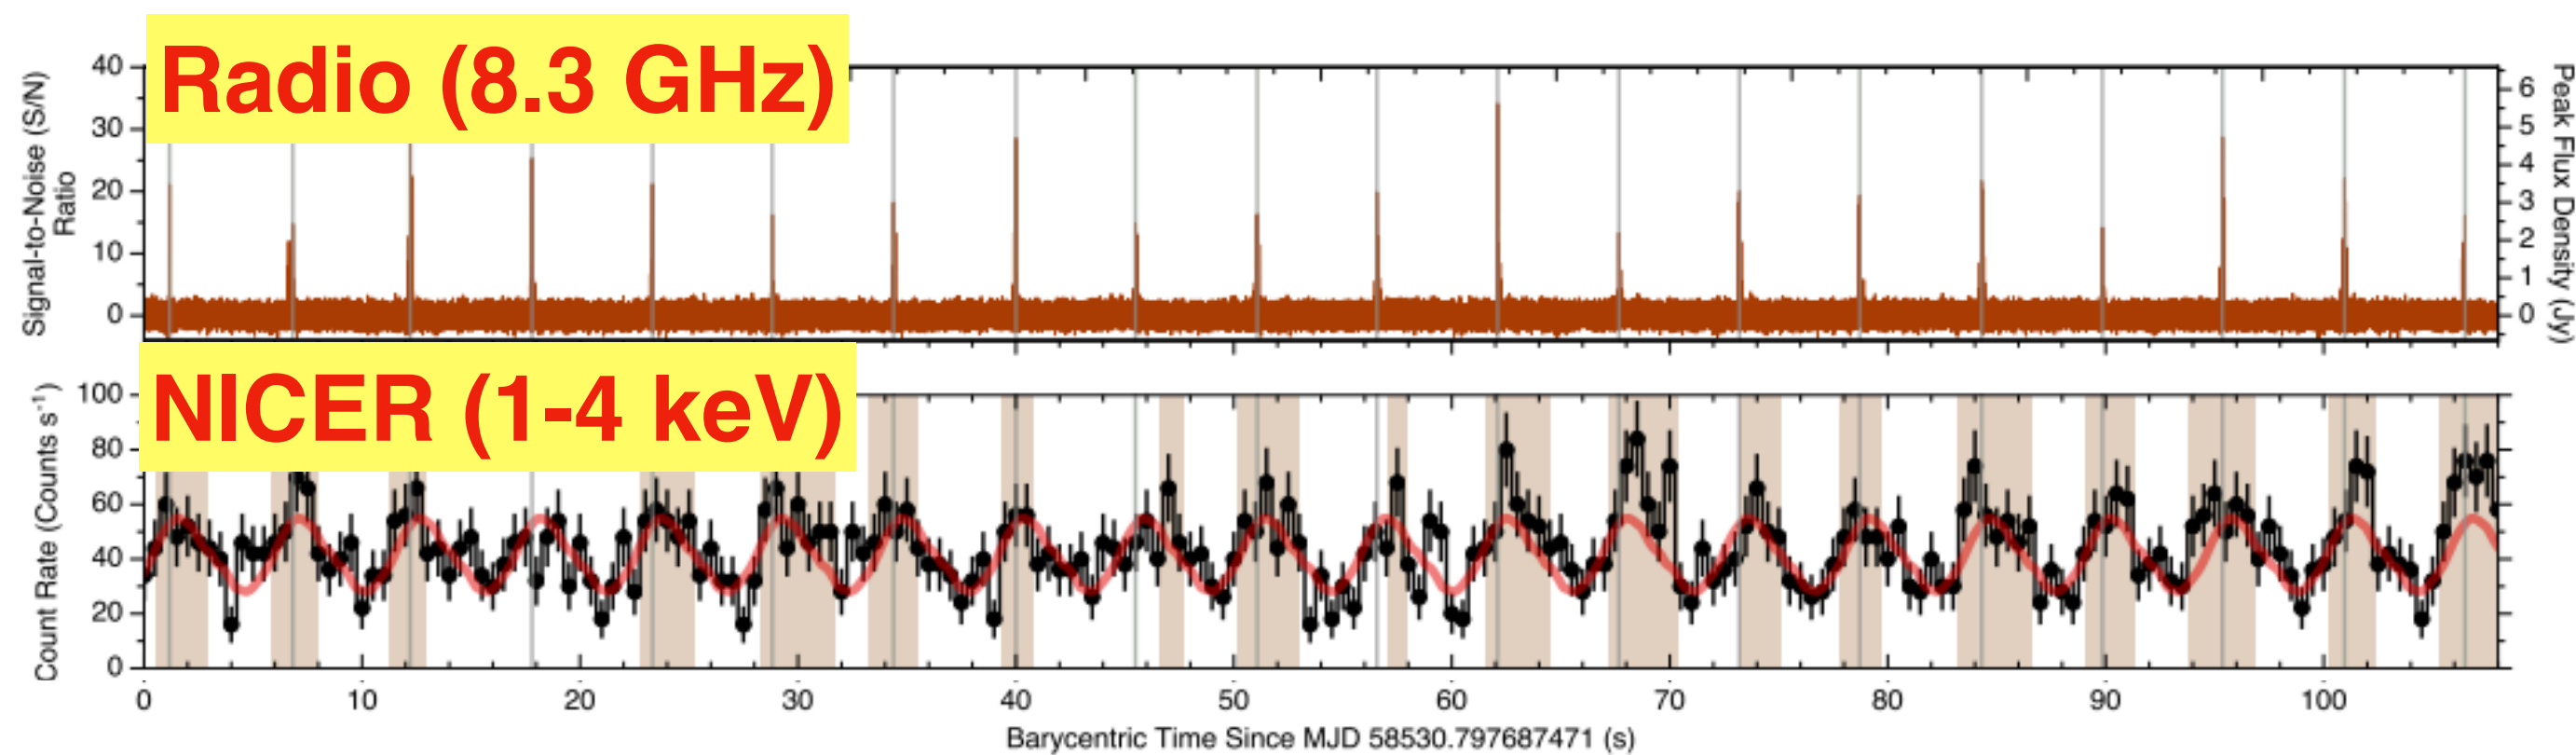 Radio (8.3 GHz)
Signal-to-Noise (S/N)
Ratio
40
30
20
10
0
6
5
4
3
2
1
0
Peak Flux Density (Jy)
NICER (1-4 keV)
Count Rate (Counts s⁻¹)
100
80
60
40
20
0
0 10 20 30 40 50 60 70 80 90 100
Barycentric Time Since MJD 58530.797687471 (s)